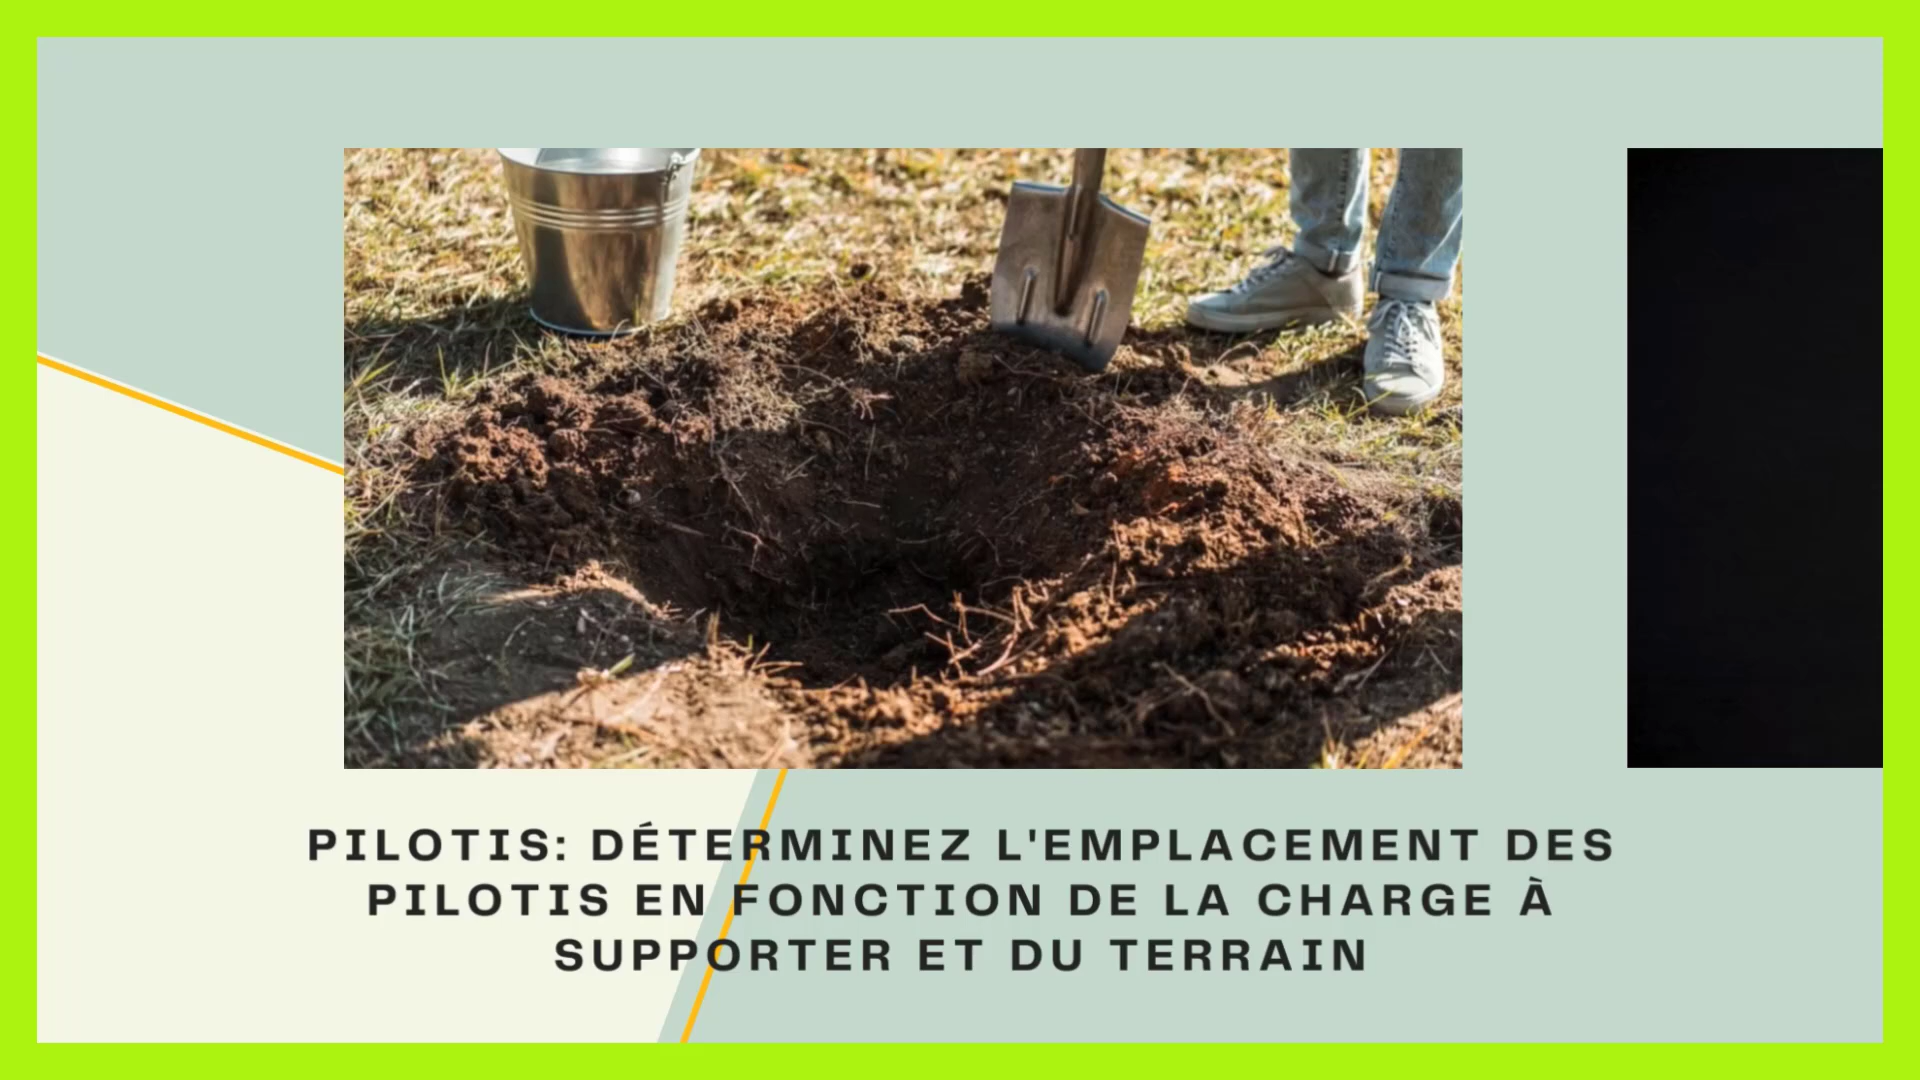 PILOTIS: DÉTERMINEZ L'EMPLACEMENT DES
PILOTIS EN FONCTION DE LA CHARGE À
SUPPORTER ET DU TERRAIN